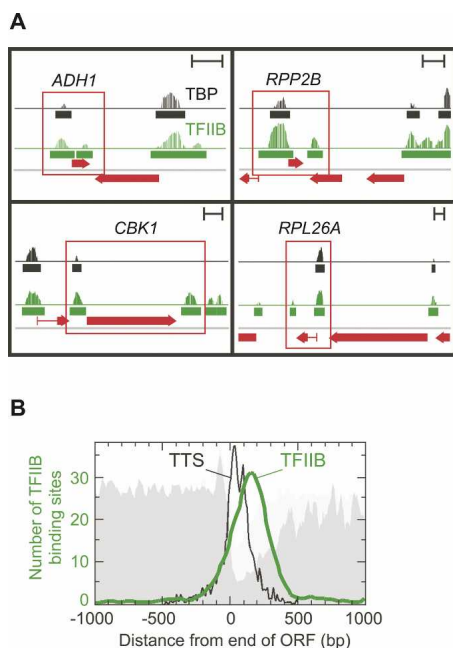 A
ADH1
TBP
TFIIB
RPP2B
CBK1
RPL26A
B
TTS
TFIIB
Number of TFIIB
binding sites
30
20
10
0
-1000
-500
0
500
1000
Distance from end of ORF (bp)